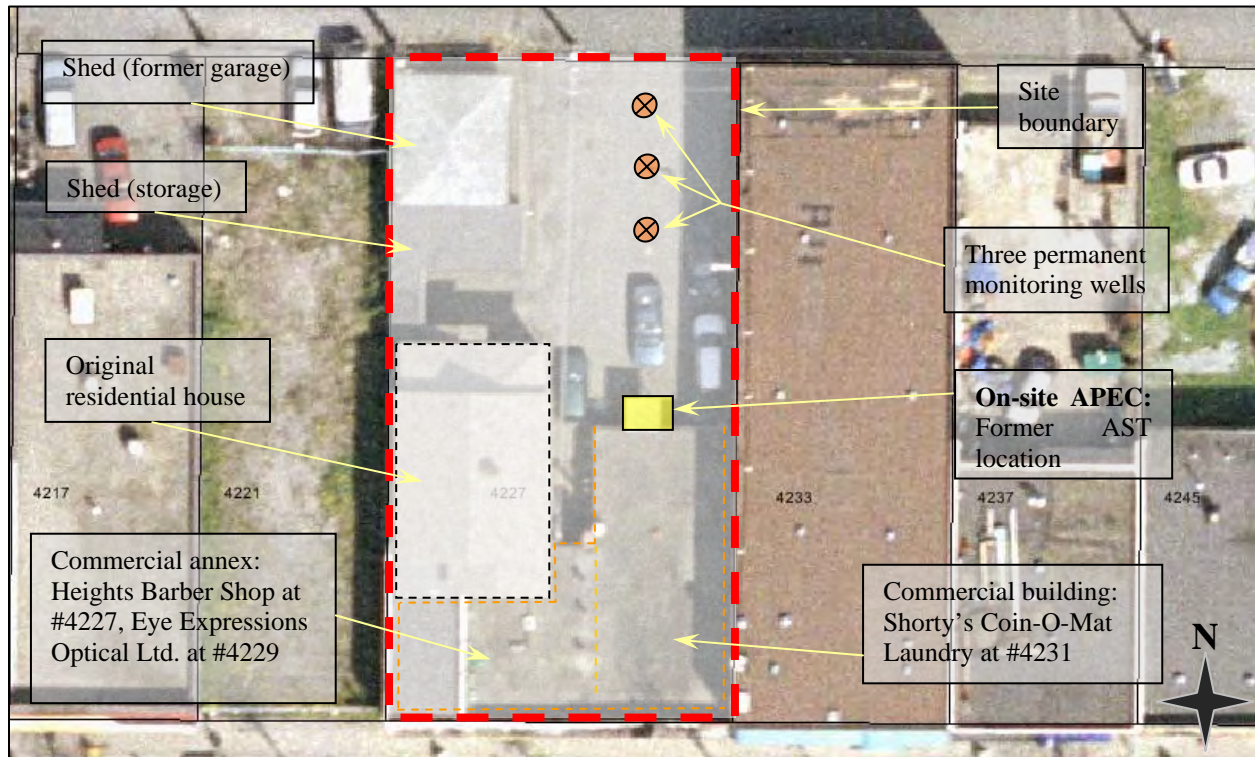 Shed (former garage)
Site
boundary
Shed (storage)
Three permanent
monitoring wells
Original
residential house
On-site APEC:
Former AST
location
4217
4221
4227
4233
4237
4245
Commercial annex:
Heights Barber Shop at
#4227, Eye Expressions
Optical Ltd. at #4229
Commercial building:
Shorty's Coin-O-Mat
Laundry at #4231
N